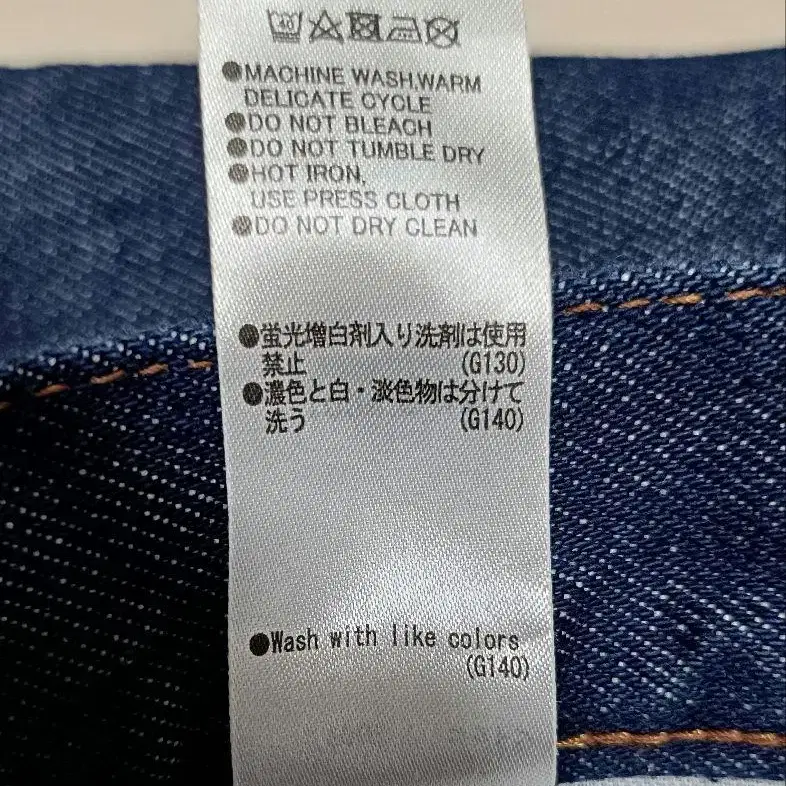 40
●MACHINE WASH,WARM
DELICATE CYCLE
●DO NOT BLEACH
●DO NOT TUMBLE DRY
●HOT IRON,
USE PRESS CLOTH
●DO NOT DRY CLEAN
●蛍光増白剤入り洗剤は使用
禁止 (G130)
●濃色と白・淡色物は分けて
洗う (G140)
●Wash with like colors
(G140)